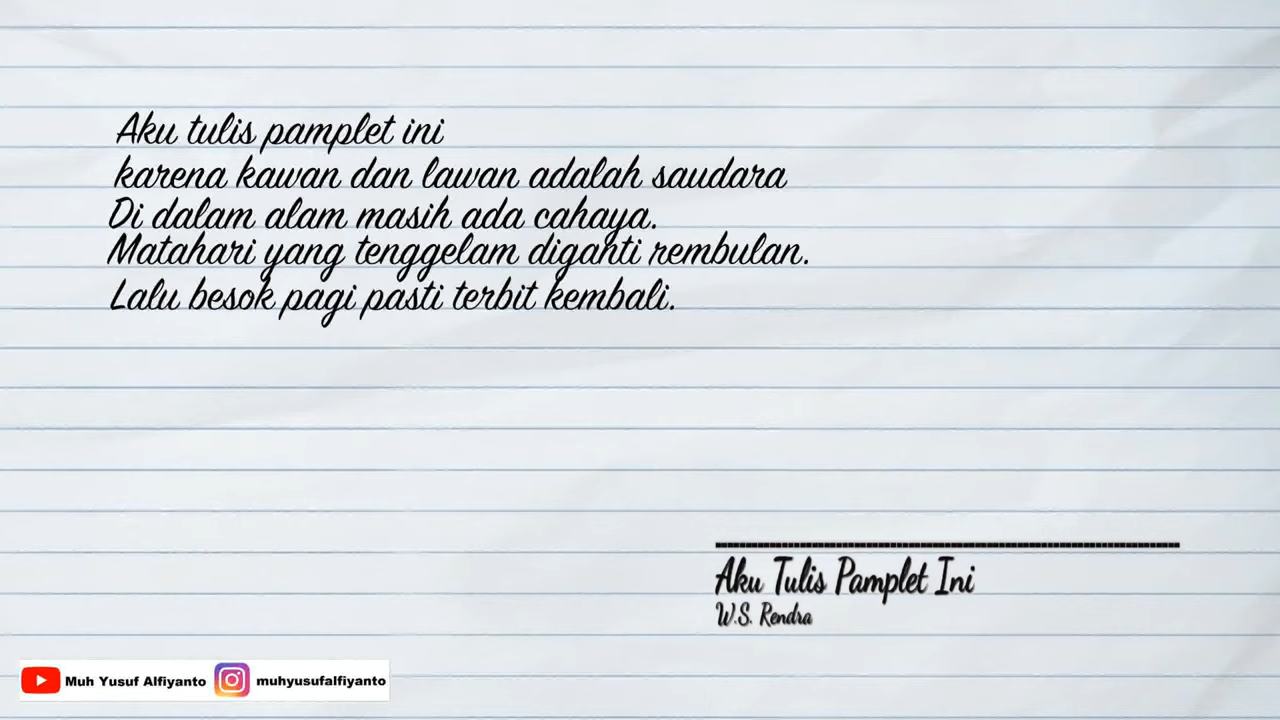 Aku tulis pamplet ini
karena kawan dan lawan adalah saudara
Di dalam alam masih ada cahaya.
Matahari yang tenggelam diganti rembulan.
Lalu besok pagi pasti terbit kembali.
Aku Tulis Pamplet Ini
W.S. Rendra
Muh Yusuf Alfiyanto muhyusufalfiyanto